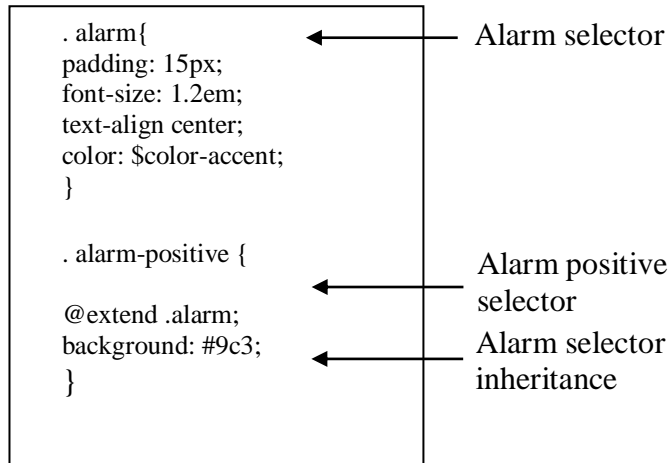 . alarm{
padding: 15px;
font-size: 1.2em;
text-align center;
color: $color-accent;
}
. alarm-positive {
@extend .alarm;
background: #9c3;
}
Alarm selector
Alarm positive
selector
Alarm selector
inheritance